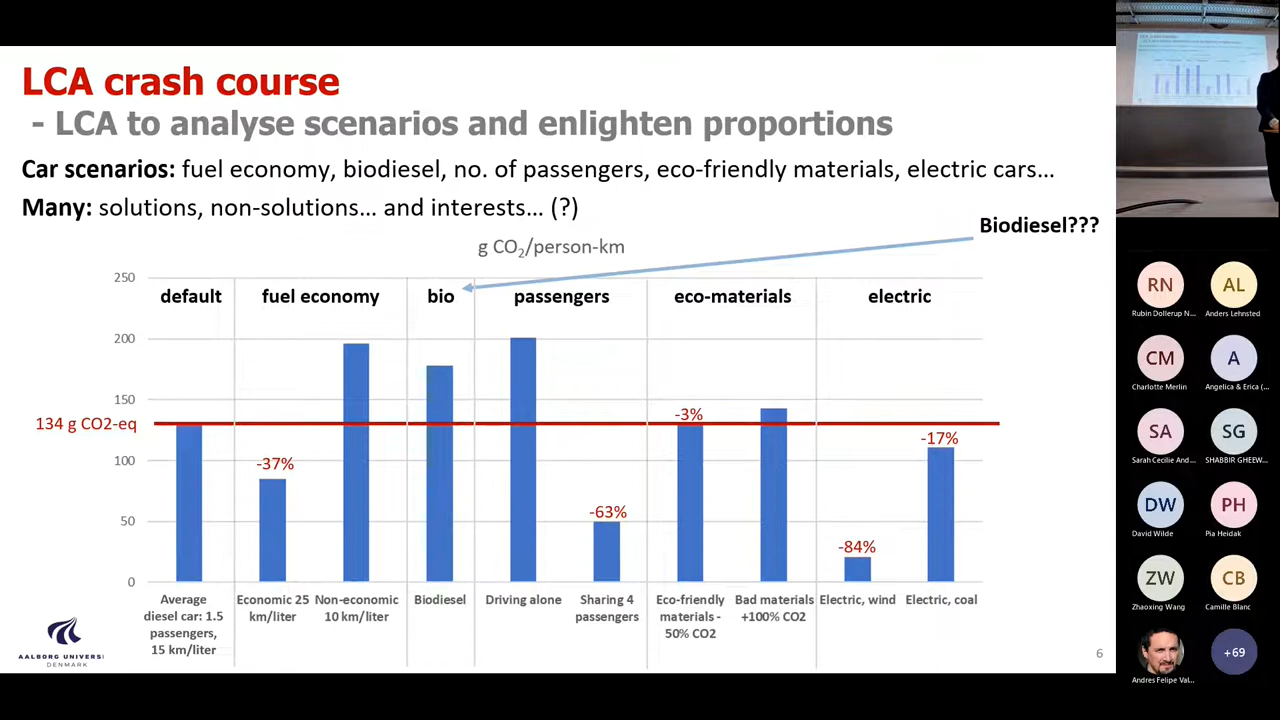 LCA crash course
- LCA to analyse scenarios and enlighten proportions
Car scenarios: fuel economy, biodiesel, no. of passengers, eco-friendly materials, electric cars...
Many: solutions, non-solutions... and interests... (?)
Biodiesel???
g CO2/person-km
250
200
150
100
50
0
134 g CO2-eq
default
fuel economy
bio
passengers
eco-materials
electric
-37%
-63%
-3%
-84%
-17%
Average
diesel car: 1.5
passengers,
15 km/liter
Economic 25
km/liter
Non-economic
10 km/liter
Biodiesel
Driving alone
Sharing 4
passengers
Eco-friendly
materials -
50% CO2
Bad materials
+100% CO2
Electric, wind
Electric, coal
AALBORG UNIVERSI
DENMARK
6
RN
Rubin Dollerup N...
AL
Anders Lehnsted
CM
Charlotte Merlin
A
Angelica & Erica (...
SA
Sarah Cecilie And...
SG
SHABBIR GHEEW...
DW
David Wilde
PH
Pia Heidak
ZW
Zhaoxing Wang
CB
Camille Blanc
Andres Felipe Val...
+69